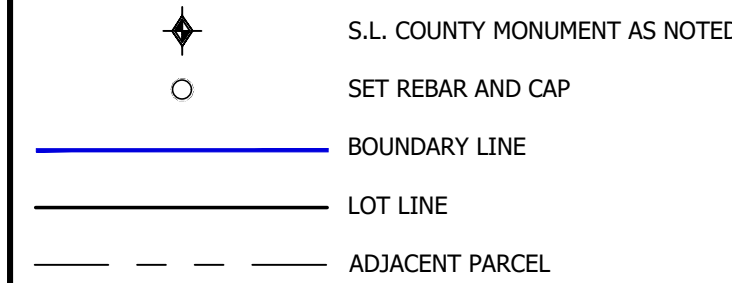 S.L. COUNTY MONUMENT AS NOTED
SET REBAR AND CAP
BOUNDARY LINE
LOT LINE
ADJACENT PARCEL